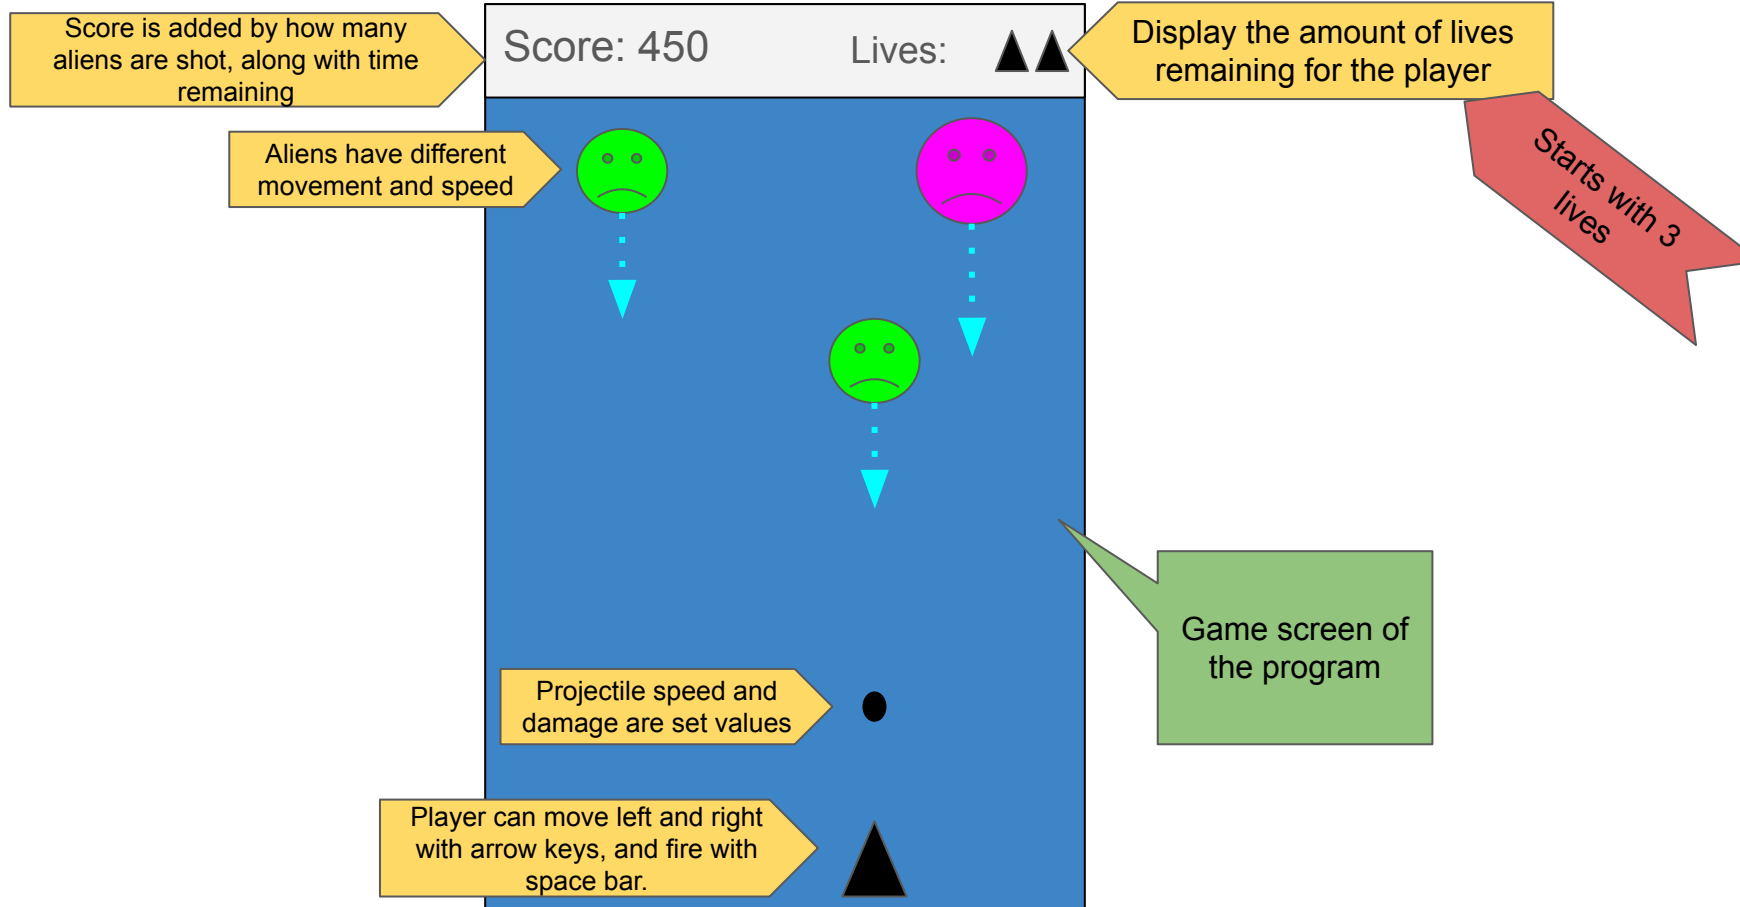 Score is added by how many
aliens are shot, along with time
remaining
Score: 450
Lives:
Display the amount of lives
remaining for the player
Starts with 3
lives
Aliens have different
movement and speed
Game screen of
the program
Projectile speed and
damage are set values
Player can move left and right
with arrow keys, and fire with
space bar.